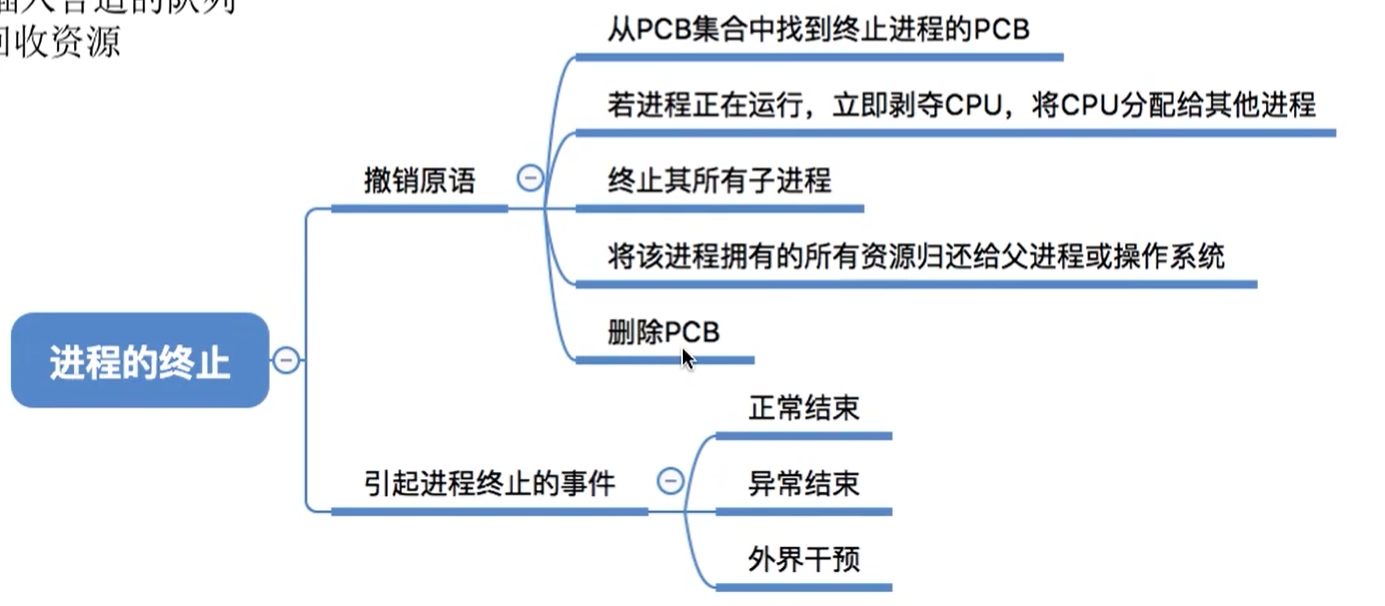 插入合适的队列
回收资源
从PCB集合中找到终止进程的PCB
若进程正在运行，立即剥夺CPU，将CPU分配给其他进程
撤销原语
终止其所有子进程
将该进程拥有的所有资源归还给父进程或操作系统
删除PCB
进程的终止
正常结束
引起进程终止的事件
异常结束
外界干预